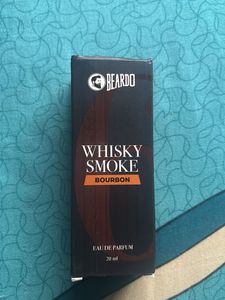 BEARDO
WHISKY
SMOKE
BOURBON
EAU DE PARFUM
20 ml